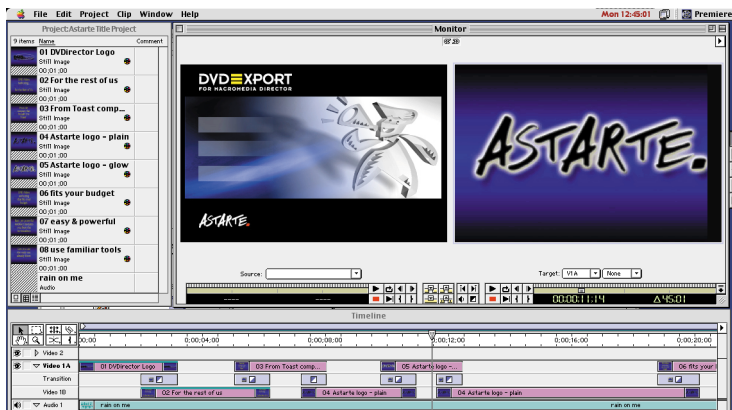 File Edit Project Clip Window Help
Mon 12:45:01
Premiere
Project: Astarte Title Project
9 items Name Comment
01 DVDirector Logo
Still Image
00;01;00
02 For the rest of us
Still Image
00;01;00
03 From Toast comp...
Still Image
00;01;00
04 Astarte logo - plain
Still Image
00;01;00
05 Astarte logo - glow
Still Image
00;01;00
06 fits your budget
Still Image
00;01;00
07 easy & powerful
Still Image
00;01;00
08 use familiar tools
Still Image
00;01;00
rain on me
Audio
Monitor
DVDEXPORT
FOR MACROMEDIA DIRECTOR
ASTARTE.
ASTARTE.
Source:
Target: V1A None
00:00:11:14 Δ45:01
Timeline
00;00 0;00;04;00 0;00;08;00 0;00;12;00 0;00;16;00 0;00;20;00
Video 2
Video 1A 01 DVDirector Logo 03 From Toast comp... 05 Astarte logo -... 06 fits your
Transition
Video 1B 02 For the rest of us 04 Astarte logo - plain 04 Astarte logo - plain
Audio 1 rain on me rain on me